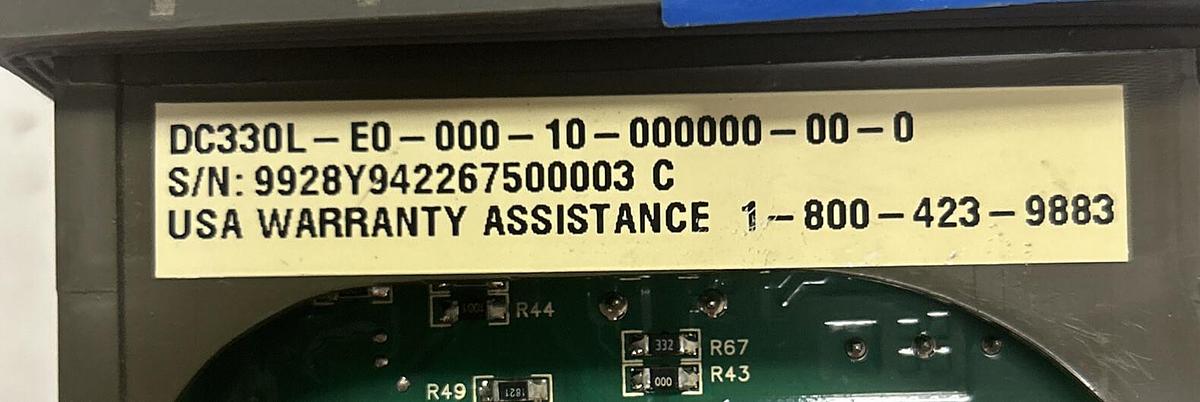 DC330L-E0-000-10-000000-00-0
S/N: 9928Y942267500003 C
USA WARRANTY ASSISTANCE 1-800-423-9883
1001 R44
332 R67
000 R43
R49 1821